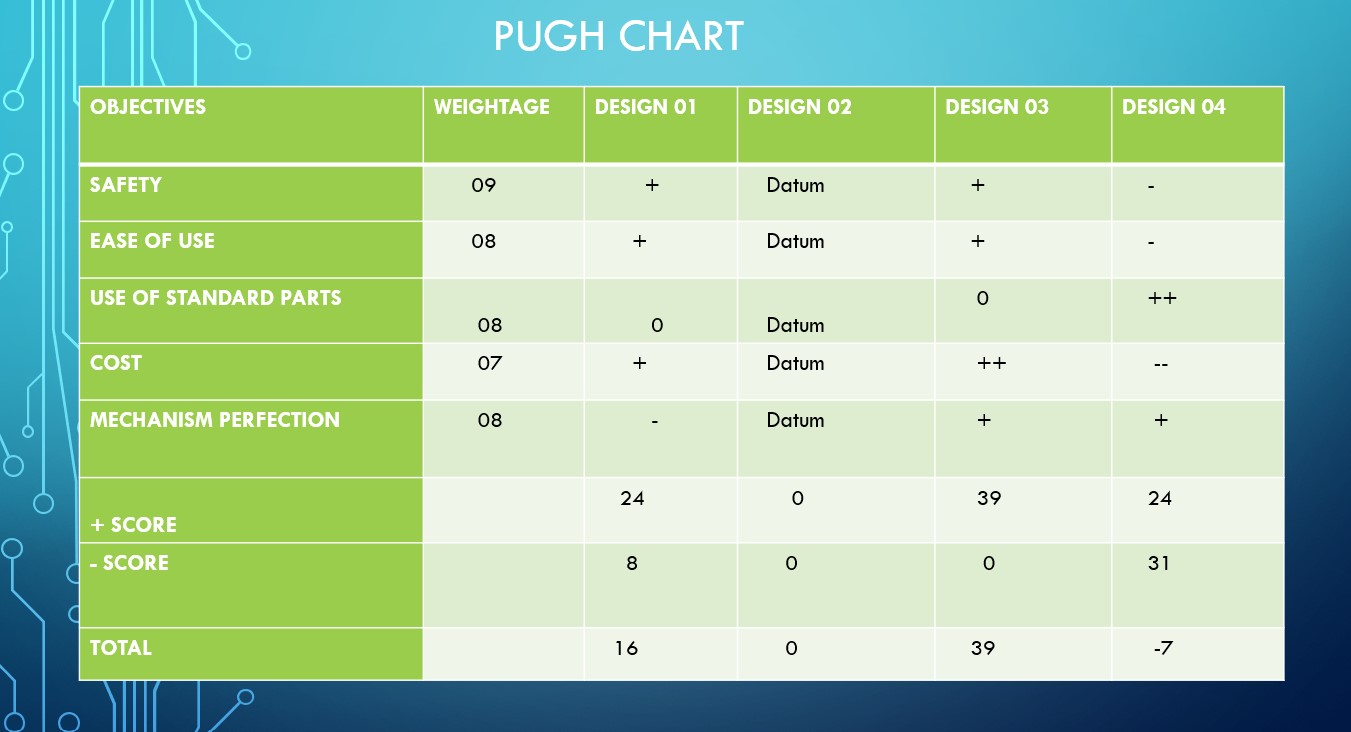 PUGH CHART
OBJECTIVES WEIGHTAGE DESIGN 01 DESIGN 02 DESIGN 03 DESIGN 04
SAFETY 09 + Datum + -
EASE OF USE 08 + Datum + -
USE OF STANDARD PARTS 08 0 Datum 0 ++
COST 07 + Datum ++ --
MECHANISM PERFECTION 08 - Datum + +
+ SCORE 24 0 39 24
- SCORE 8 0 0 31
TOTAL 16 0 39 -7